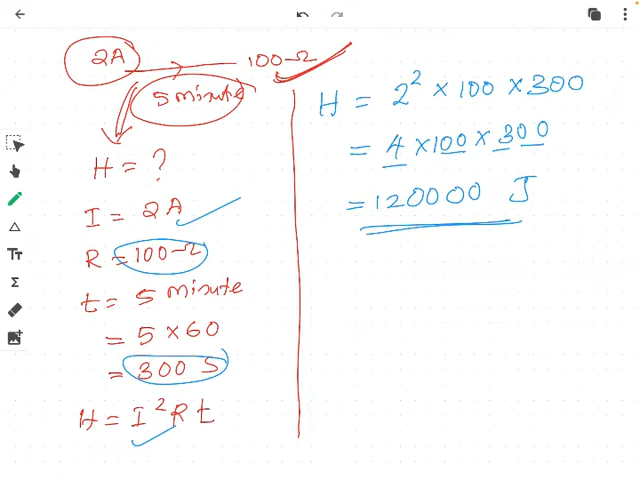 2A 100Ω
5 minute
H = ?
I = 2A
R = 100Ω
t = 5 minute
= 5 × 60
= 300 S
H = I²Rt
H = 2² × 100 × 300
= 4 × 100 × 300
= 120000 J
Tт
Σ